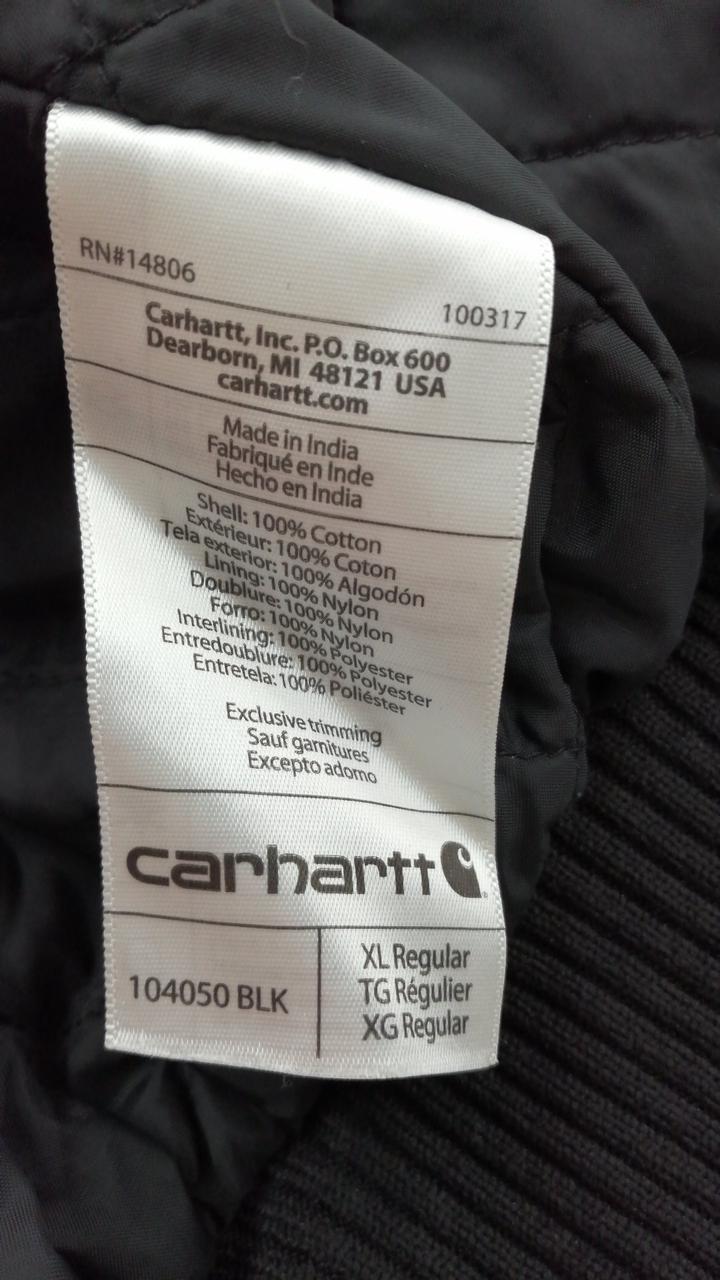 RN#14806
100317
Carhartt, Inc. P.O. Box 600
Dearborn, MI 48121 USA
carhartt.com
Made in India
Fabriqué en Inde
Hecho en India
Shell: 100% Cotton
Extérieur: 100% Coton
Tela exterior: 100% Algodón
Lining: 100% Nylon
Doublure: 100% Nylon
Forro: 100% Nylon
Interlining: 100% Polyester
Entredoublure: 100% Polyester
Entretela: 100% Poliéster
Exclusive trimming
Sauf garnitures
Excepto adorno
carhartt
104050 BLK
XL Regular
TG Régulier
XG Regular